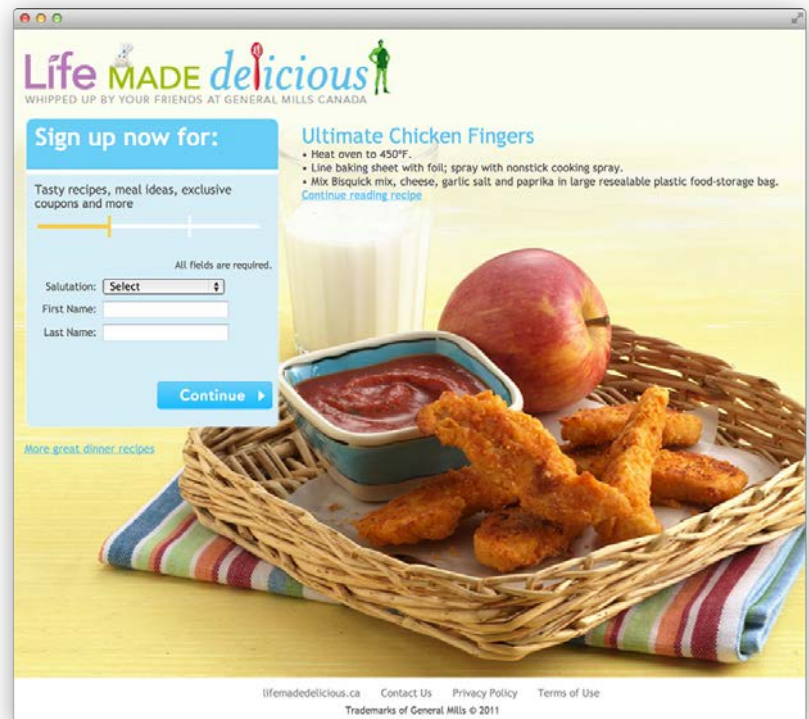 Life MADE delicious
WHIPPED UP BY YOUR FRIENDS AT GENERAL MILLS CANADA
Sign up now for:
Tasty recipes, meal ideas, exclusive
coupons and more
All fields are required.
Salutation: Select
First Name:
Last Name:
Continue
More great dinner recipes
Ultimate Chicken Fingers
• Heat oven to 450°F.
• Line baking sheet with foil; spray with nonstick cooking spray.
• Mix Bisquick mix, cheese, garlic salt and paprika in large resealable plastic food-storage bag.
Continue reading recipe
lifemadedelicious.ca Contact Us Privacy Policy Terms of Use
Trademarks of General Mills © 2011